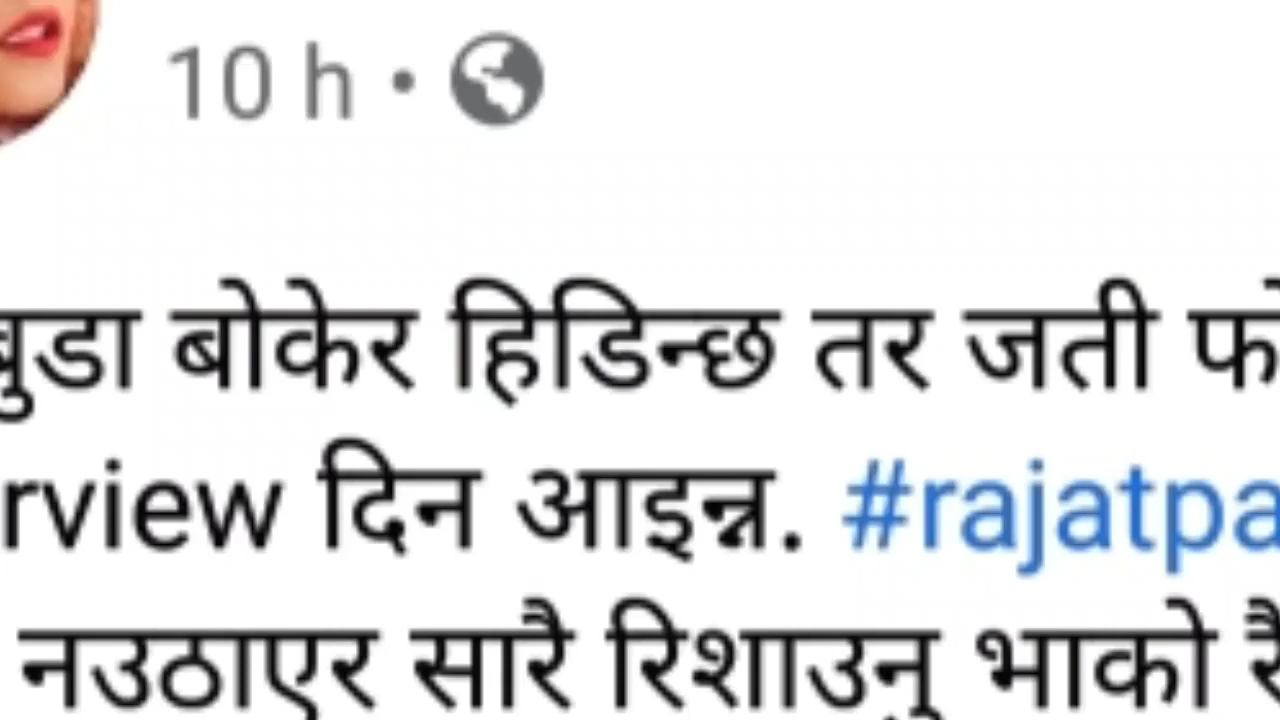 10 h •
बुडा बोकेर हिडिन्छ तर जती
rview दिन आइन्न. #rajatpa
नउठाएर सारै रिशाउनु भाको